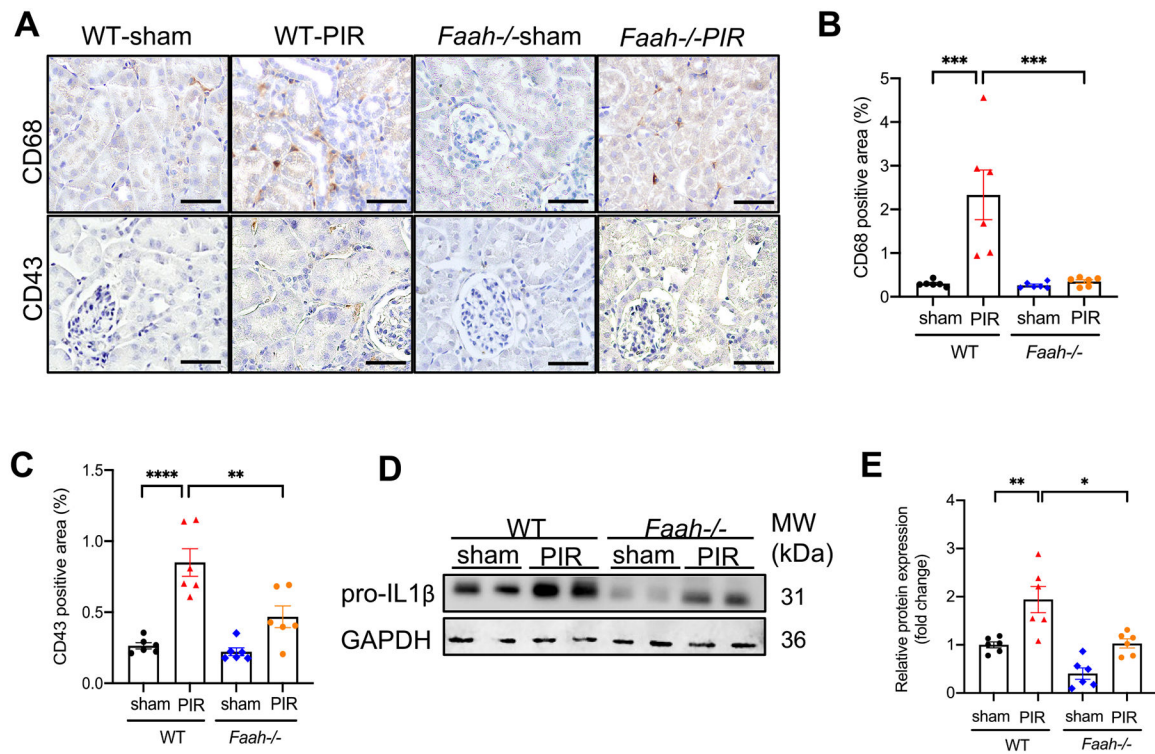 A
WT-sham
WT-PIR
Faah-/-sham
Faah-/-PIR
CD68
CD43
B
CD68 positive area (%)
5
4
3
2
1
0
***
***
sham
PIR
sham
PIR
WT
Faah-/-
C
CD43 positive area (%)
1.5
1.0
0.5
0.0
****
**
sham
PIR
sham
PIR
WT
Faah-/-
D
WT
Faah-/-
MW
(kDa)
sham
PIR
sham
PIR
pro-IL1β
31
GAPDH
36
E
Relative protein expression
(fold change)
4
3
2
1
0
**
*
sham
PIR
sham
PIR
WT
Faah-/-